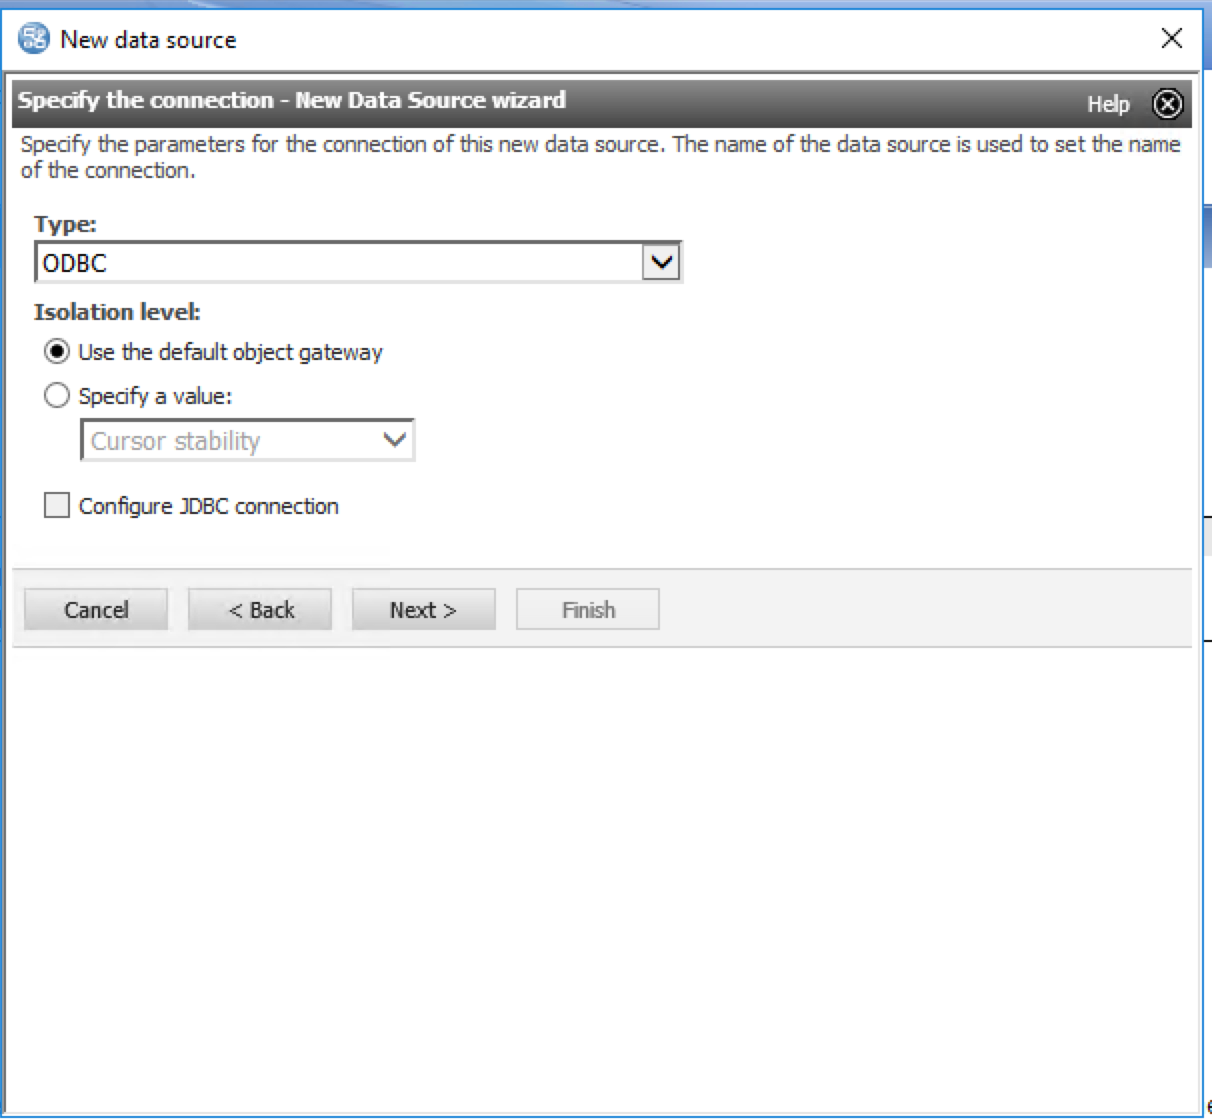 New data source
Specify the connection - New Data Source wizard
Help
Specify the parameters for the connection of this new data source. The name of the data source is used to set the name
of the connection.
Type:
ODBC
Isolation level:
Use the default object gateway
Specify a value:
Cursor stability
Configure JDBC connection
Cancel
< Back
Next >
Finish